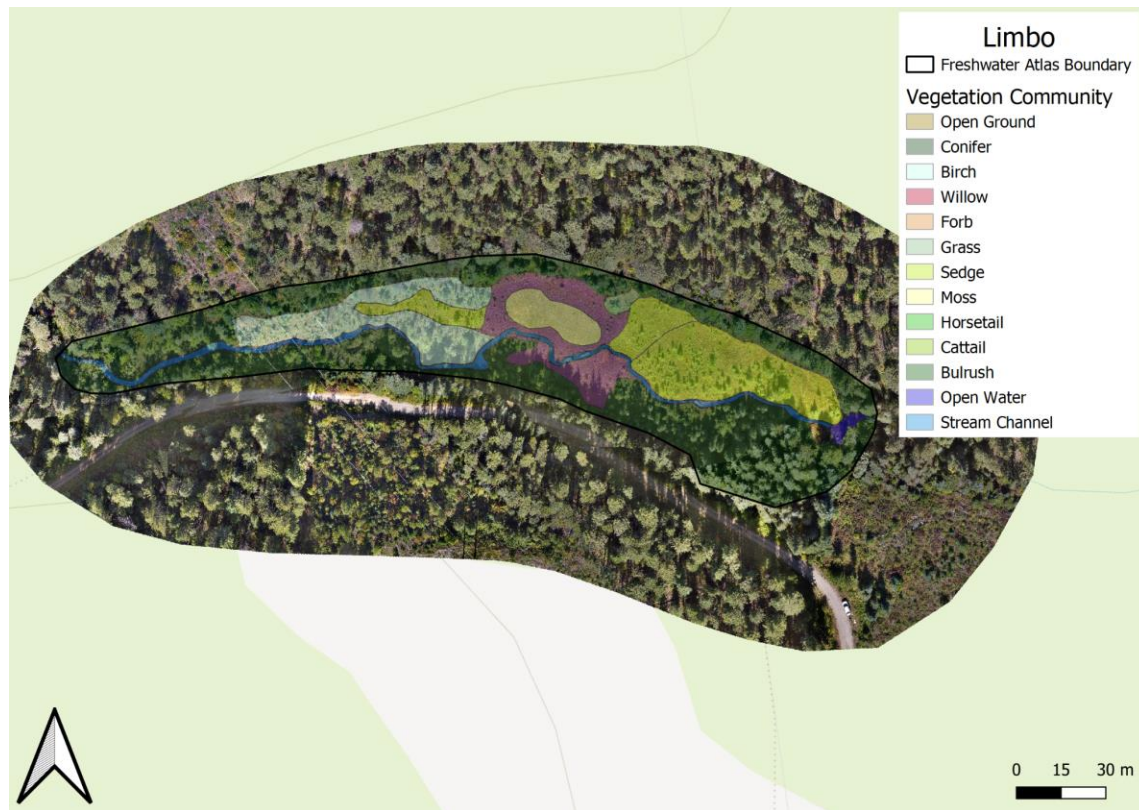 Limbo
Freshwater Atlas Boundary
Vegetation Community
Open Ground
Conifer
Birch
Willow
Forb
Grass
Sedge
Moss
Horsetail
Cattail
Bulrush
Open Water
Stream Channel
0 15 30 m